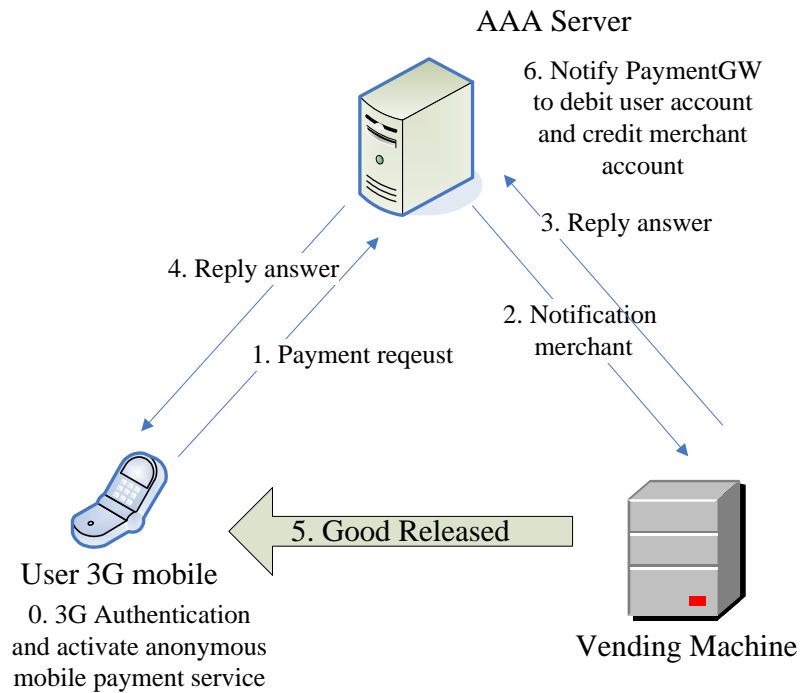 AAA Server
6. Notify PaymentGW
to debit user account
and credit merchant
account
3. Reply answer
4. Reply answer
2. Notification
merchant
1. Payment reqeust
5. Good Released
User 3G mobile
0. 3G Authentication
and activate anonymous
mobile payment service
Vending Machine